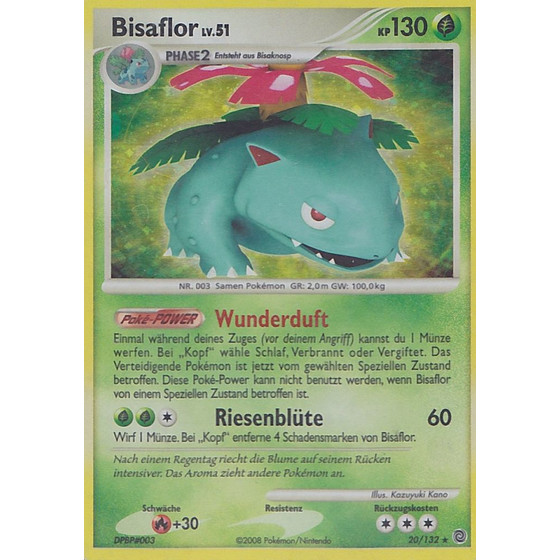 Bisaflor LV.51
KP 130
PHASE 2 Entsteht aus Bisaknosp
NR. 003 Samen Pokémon GR: 2,0m GW: 100,0kg
Poké-POWER Wunderduft
Einmal während deines Zuges (vor deinem Angriff) kannst du 1 Münze
werfen. Bei „Kopf" wähle Schlaf, Verbrannt oder Vergiftet. Das
Verteidigende Pokémon ist jetzt vom gewählten Speziellen Zustand
betroffen. Diese Poké-Power kann nicht benutzt werden, wenn Bisaflor
von einem Speziellen Zustand betroffen ist.
Riesenblüte 60
Wirf 1 Münze. Bei „Kopf" entferne 4 Schadensmarken von Bisaflor.
Nach einem Regentag riecht die Blume auf seinem Rücken
intensiver. Das Aroma zieht andere Pokémon an.
Illus. Kazuyuki Kano
Schwäche Resistenz Rückzugskosten
+30
DPBP#003 ©2008 Pokémon/Nintendo 20/132 ★